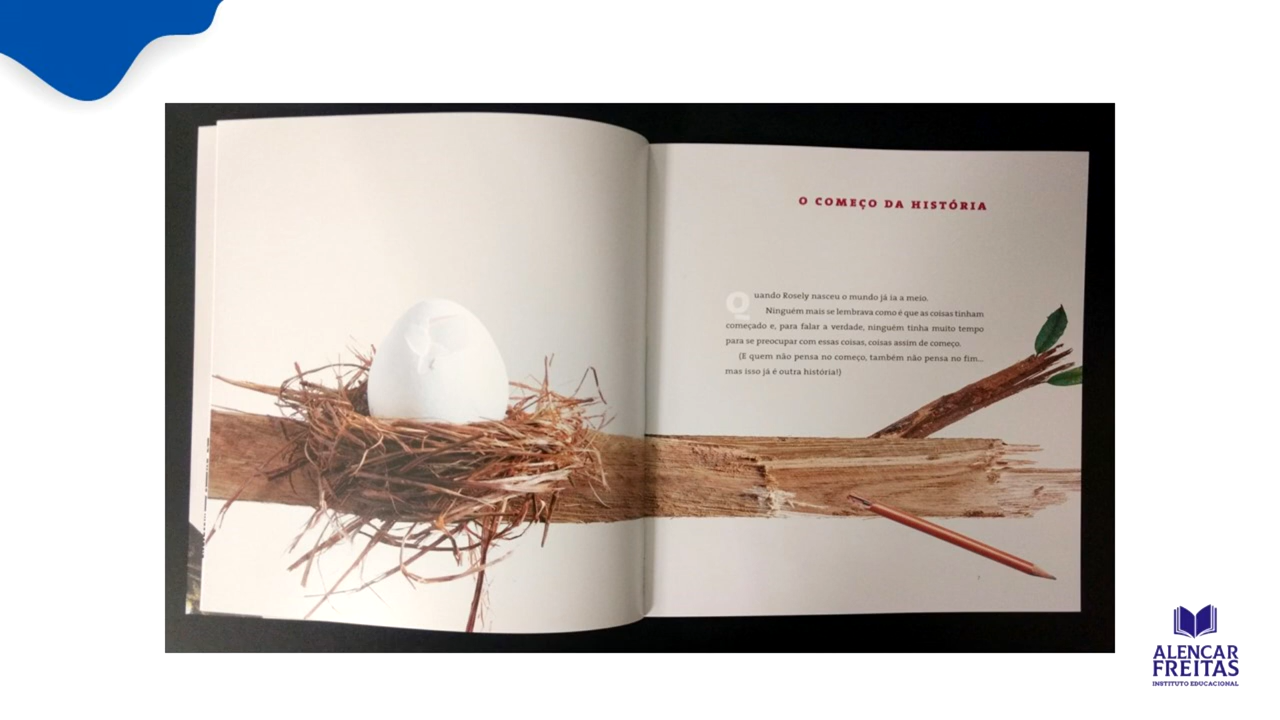 O COMEÇO DA HISTÓRIA
Quando Rosely nasceu o mundo já ia a meio.
Ninguém mais se lembrava como é que as coisas tinham
começado e, para falar a verdade, ninguém tinha muito tempo
para se preocupar com essas coisas, coisas assim de começo.
(E quem não pensa no começo, também não pensa no fim...
mas isso já é outra história!)
ALENCAR
FREITAS
INSTITUTO EDUCACIONAL